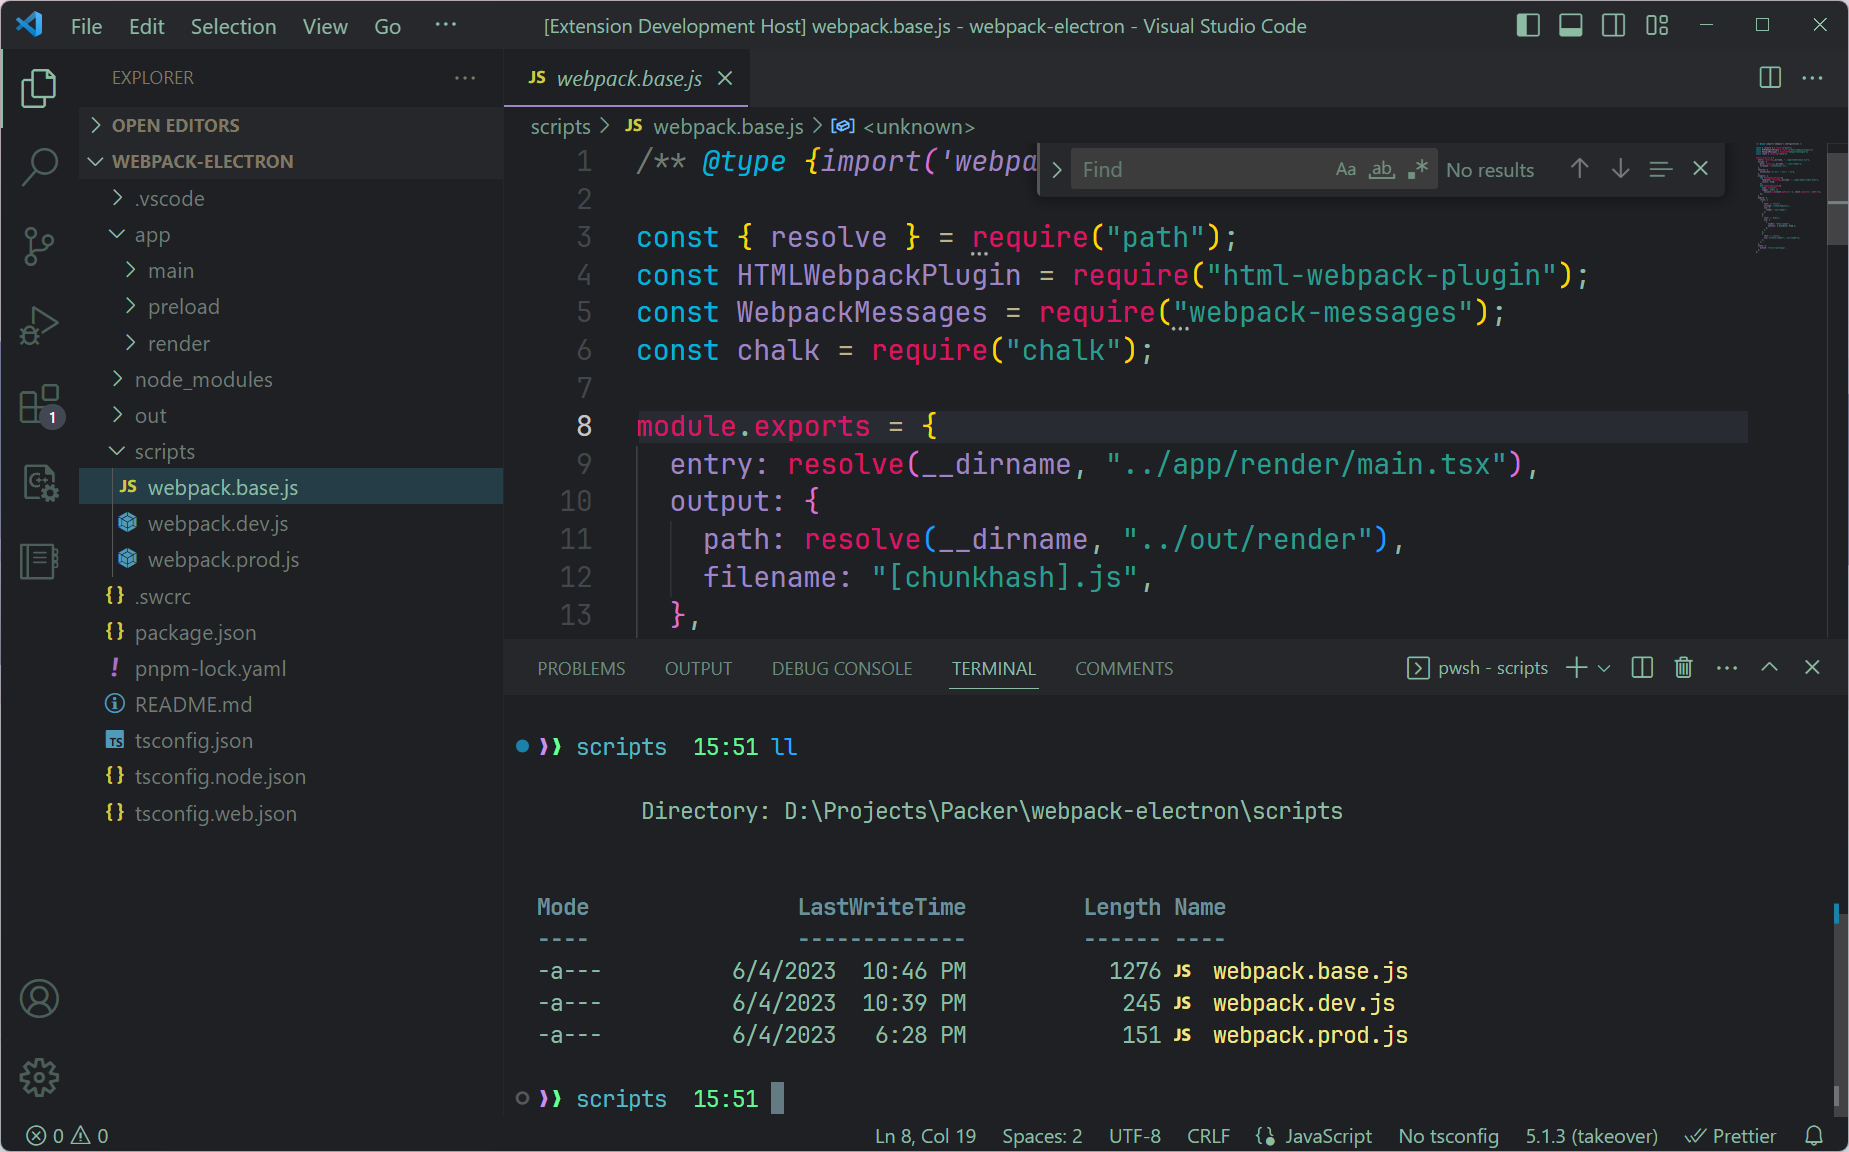 File Edit Selection View Go ··· [Extension Development Host] webpack.base.js - webpack-electron - Visual Studio Code
EXPLORER
OPEN EDITORS
WEBPACK-ELECTRON
.vscode
app
main
preload
render
node_modules
out
scripts
JS webpack.base.js
webpack.dev.js
webpack.prod.js
{} .swcrc
{} package.json
! pnpm-lock.yaml
README.md
TS tsconfig.json
{} tsconfig.node.json
{} tsconfig.web.json
1
JS webpack.base.js
scripts > JS webpack.base.js > <unknown>
Find Aa ab .* No results
1 /** @type {import('webpa
2
3 const { resolve } = require("path");
4 const HTMLWebpackPlugin = require("html-webpack-plugin");
5 const WebpackMessages = require("webpack-messages");
6 const chalk = require("chalk");
7
8 module.exports = {
9 entry: resolve(__dirname, "../app/render/main.tsx"),
10 output: {
11 path: resolve(__dirname, "../out/render"),
12 filename: "[chunkhash].js",
13 },
PROBLEMS OUTPUT DEBUG CONSOLE TERMINAL COMMENTS pwsh - scripts
❯❯ scripts 15:51 ll
Directory: D:\Projects\Packer\webpack-electron\scripts
Mode LastWriteTime Length Name
---- ------------- ------ ----
-a--- 6/4/2023 10:46 PM 1276 JS webpack.base.js
-a--- 6/4/2023 10:39 PM 245 JS webpack.dev.js
-a--- 6/4/2023 6:28 PM 151 JS webpack.prod.js
❯❯ scripts 15:51
0 0 Ln 8, Col 19 Spaces: 2 UTF-8 CRLF {} JavaScript No tsconfig 5.1.3 (takeover) Prettier